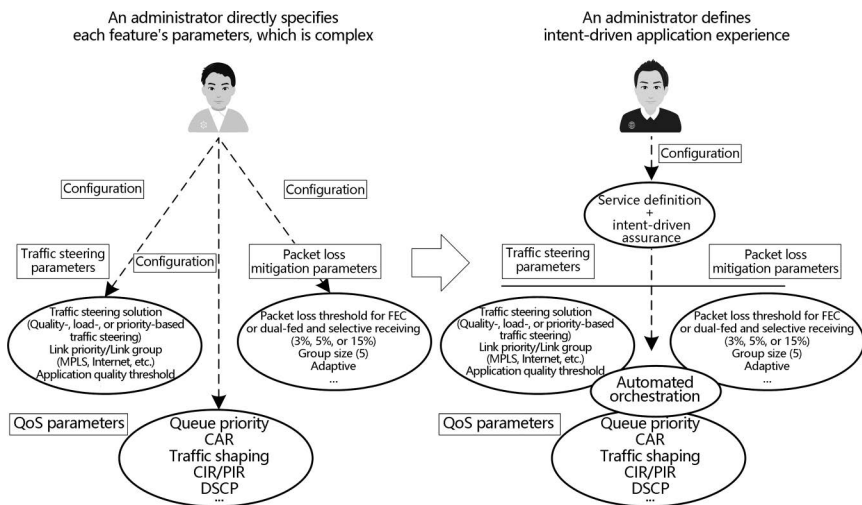 An administrator directly specifies
each feature's parameters, which is complex
Configuration
Configuration
Configuration
Traffic steering
parameters
Packet loss
mitigation parameters
Traffic steering solution
(Quality-, load-, or priority-based
traffic steering)
Link priority/Link group
(MPLS, Internet, etc.)
Application quality threshold
Packet loss threshold for FEC
or dual-fed and selective receiving
(3%, 5%, or 15%)
Group size (5)
Adaptive
...
QoS parameters
Queue priority
CAR
Traffic shaping
CIR/PIR
DSCP
...
An administrator defines
intent-driven application experience
Configuration
Service definition
+
intent-driven
assurance
Traffic steering
parameters
Packet loss
mitigation parameters
Traffic steering solution
(Quality-, load-, or priority-based
traffic steering)
Link priority/Link group
(MPLS, Internet, etc.)
Application quality threshold
Packet loss threshold for FEC
or dual-fed and selective receiving
(3%, 5%, or 15%)
Group size (5)
Adaptive
...
Automated
orchestration
QoS parameters
Queue priority
CAR
Traffic shaping
CIR/PIR
DSCP
...